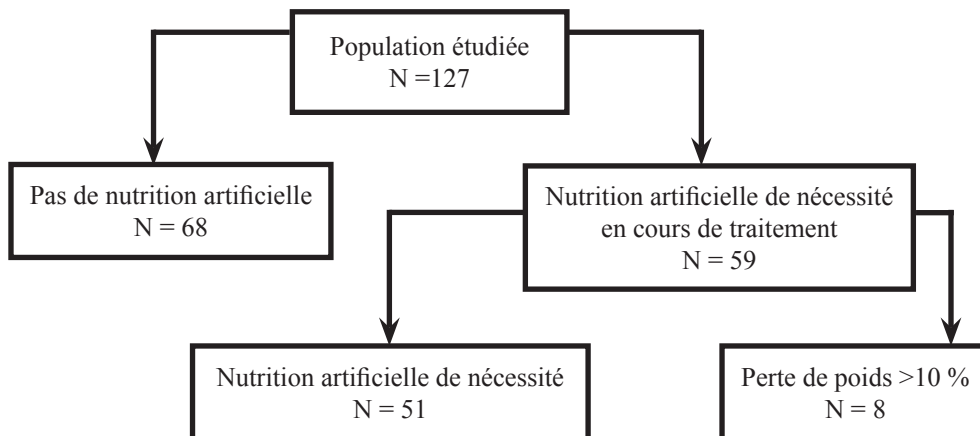 Population étudiée
N =127
Pas de nutrition artificielle
N = 68
Nutrition artificielle de nécessité
en cours de traitement
N = 59
Nutrition artificielle de nécessité
N = 51
Perte de poids >10 %
N = 8